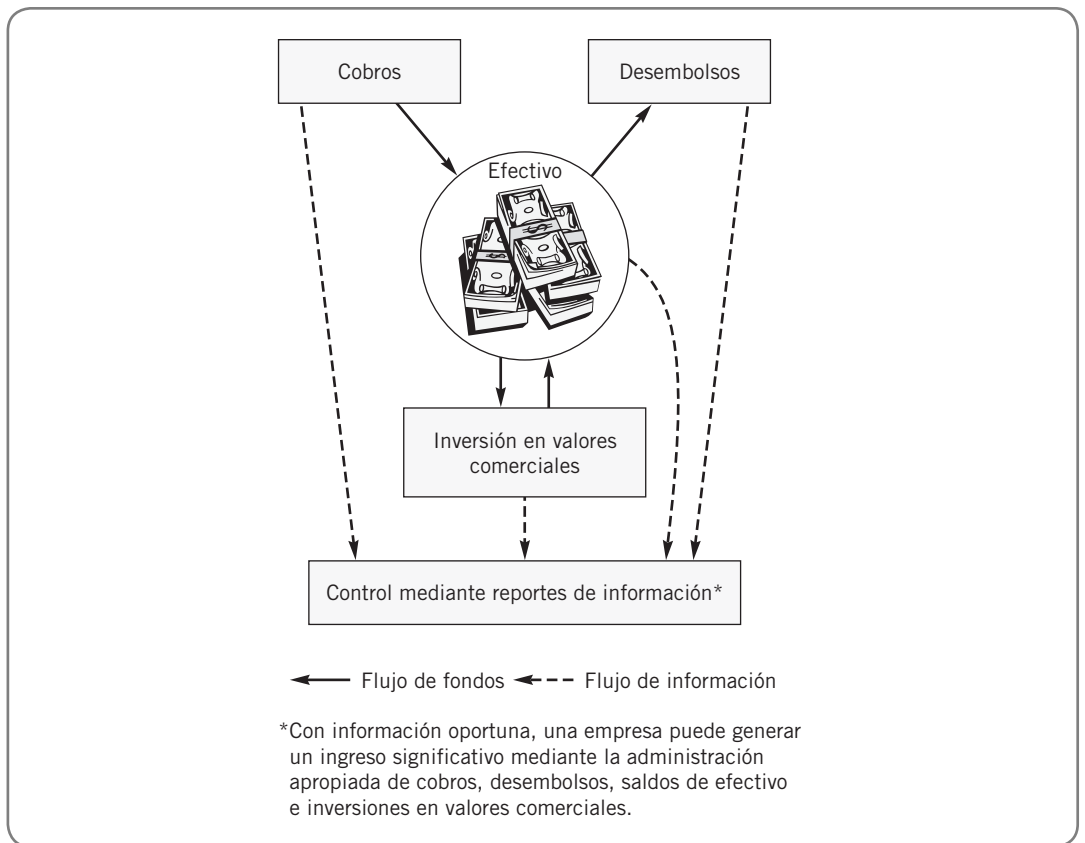 Cobros
Desembolsos
Efectivo
$
$
Inversión en valores
comerciales
Control mediante reportes de información*
Flujo de fondos
Flujo de información
*Con información oportuna, una empresa puede generar
un ingreso significativo mediante la administración
apropiada de cobros, desembolsos, saldos de efectivo
e inversiones en valores comerciales.